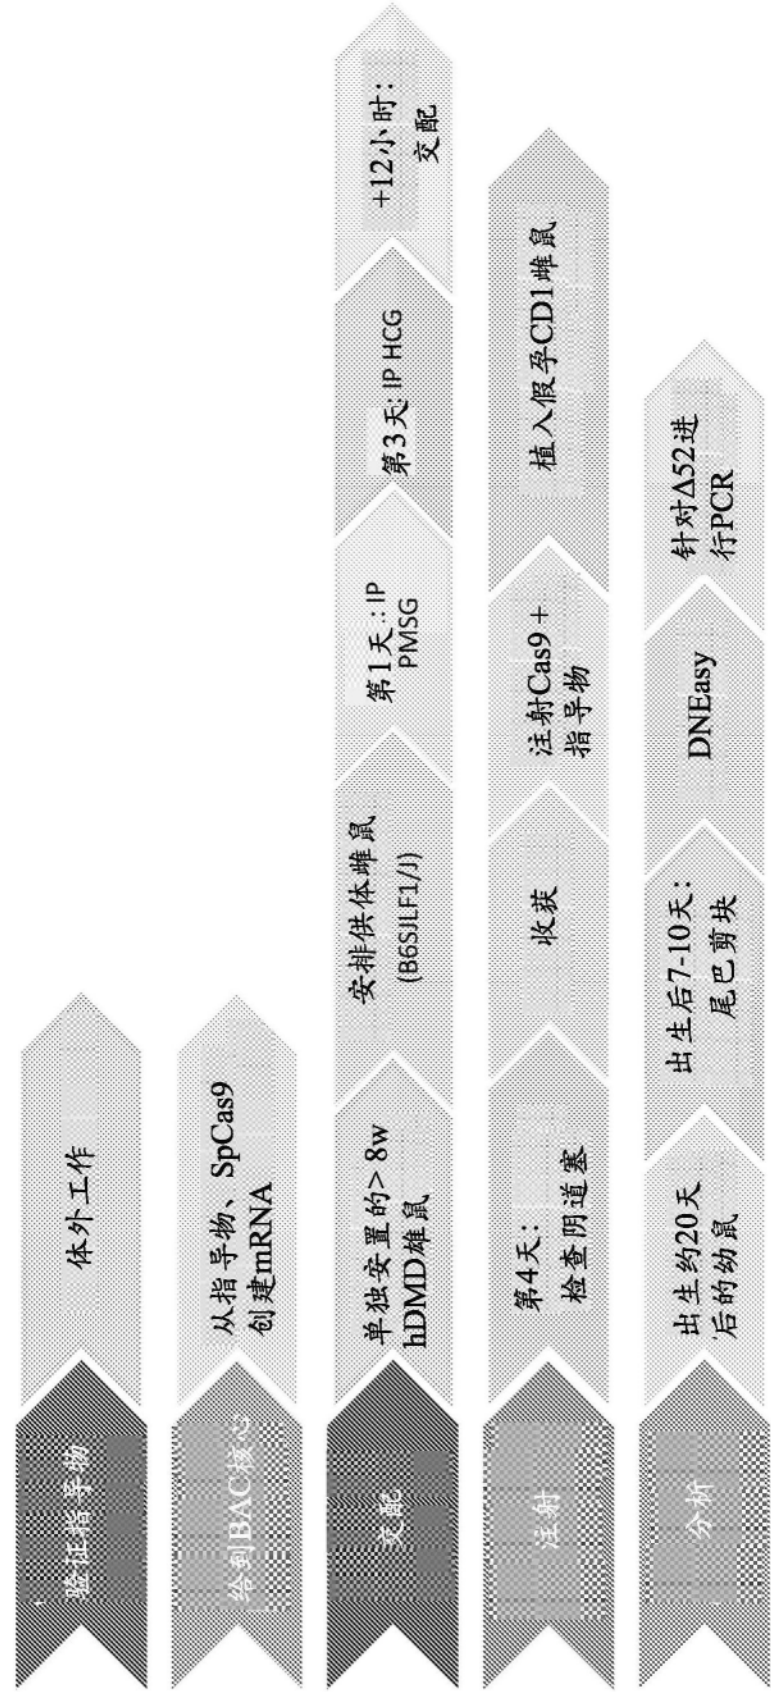 验证指导物
体外工作
给到BAC核心
从指导物、SpCas9
创建mRNA
交配
单独安置的> 8w
hDMD雄鼠
安排供体雌鼠
(B6SJLF1/J)
第1天.: IP
PMSG
第3天: IP HCG
+12小时:
交配
注射
第4天:
检查阴道塞
收获
注射Cas9 +
指导物
植入假孕CD1雌鼠
分析
出生约20天
后的幼鼠
出生后7-10天:
尾巴剪块
DNEasy
针对Δ52进
行PCR